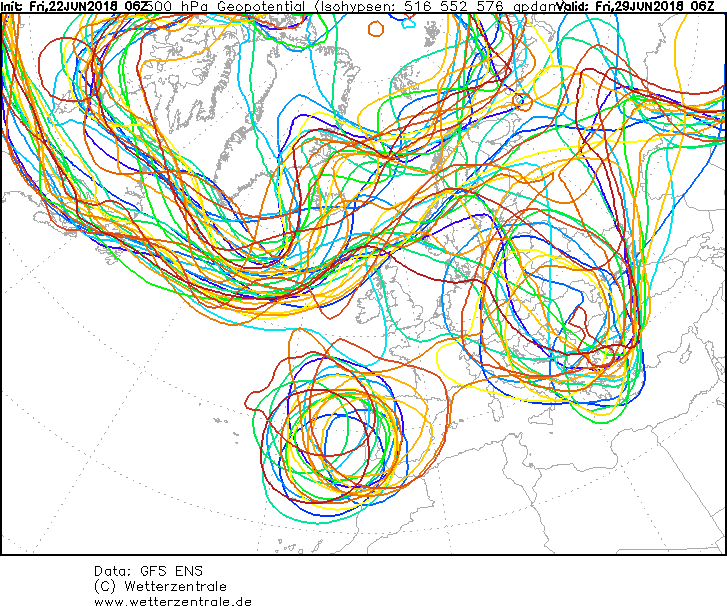 Init: Fri,22JUN2018 06Z 500 hPa Geopotential (Isohypsen: 516 552 576 gpdam) Valid: Fri,29JUN2018 06Z
Data: GFS ENS
(C) Wetterzentrale
www.wetterzentrale.de